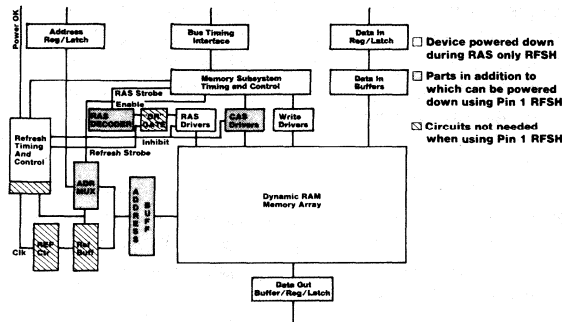 Power OK
Address
Reg/Latch
Bus Timing
Interface
Data In
Reg/Latch
Device powered down
during RAS only RFSH
Memory Subsystem
Timing and Control
Data In
Buffers
Parts in addition to
which can be powered
down using Pin 1 RFSH
RAS Strobe
Enable
RAS
DECODER
"OR"
GATE
RAS
Drivers
CAS
Drivers
Write
Drivers
Circuits not needed
when using Pin 1 RFSH
Refresh
Timing
And
Control
Inhibit
Refresh Strobe
ADR
MUX
ADDRESS
BUFF
Dynamic RAM
Memory Array
Clk
REF
Ctr
Ref
Buff
Data Out
Buffer/Reg/Latch